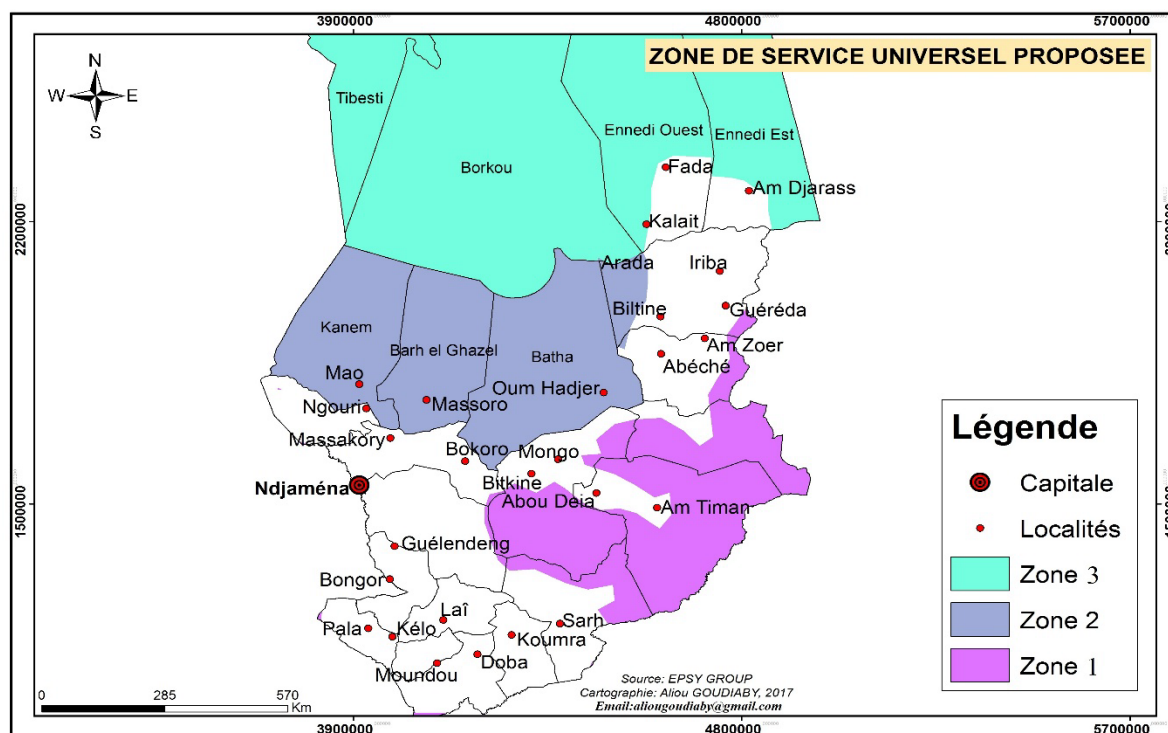 3900000
4800000
5700000
ZONE DE SERVICE UNIVERSEL PROPOSEE
N
W
E
S
Tibesti
Ennedi Ouest
Ennedi Est
Borkou
Fada
Am Djarass
2200000
Kalait
Arada
Iriba
Biltine
Guéréda
Kanem
Barh el Ghazel
Batha
Am Zoer
Abéché
Mao
Oum Hadjer
Ngouri
Massoro
Massakory
Bokoro
Mongo
Bitkine
Ndjaména
Abou Deia
Am Timan
1500000
Guélendeng
Bongor
Laî
Sarh
Pala
Kélo
Koumra
Doba
Moundou
Légende
Capitale
Localités
Zone 3
Zone 2
Zone 1
0
285
570
Km
Source: EPSY GROUP
Cartographie: Aliou GOUDIABY, 2017
Email:aliougoudiaby@gmail.com
3900000
4800000
5700000